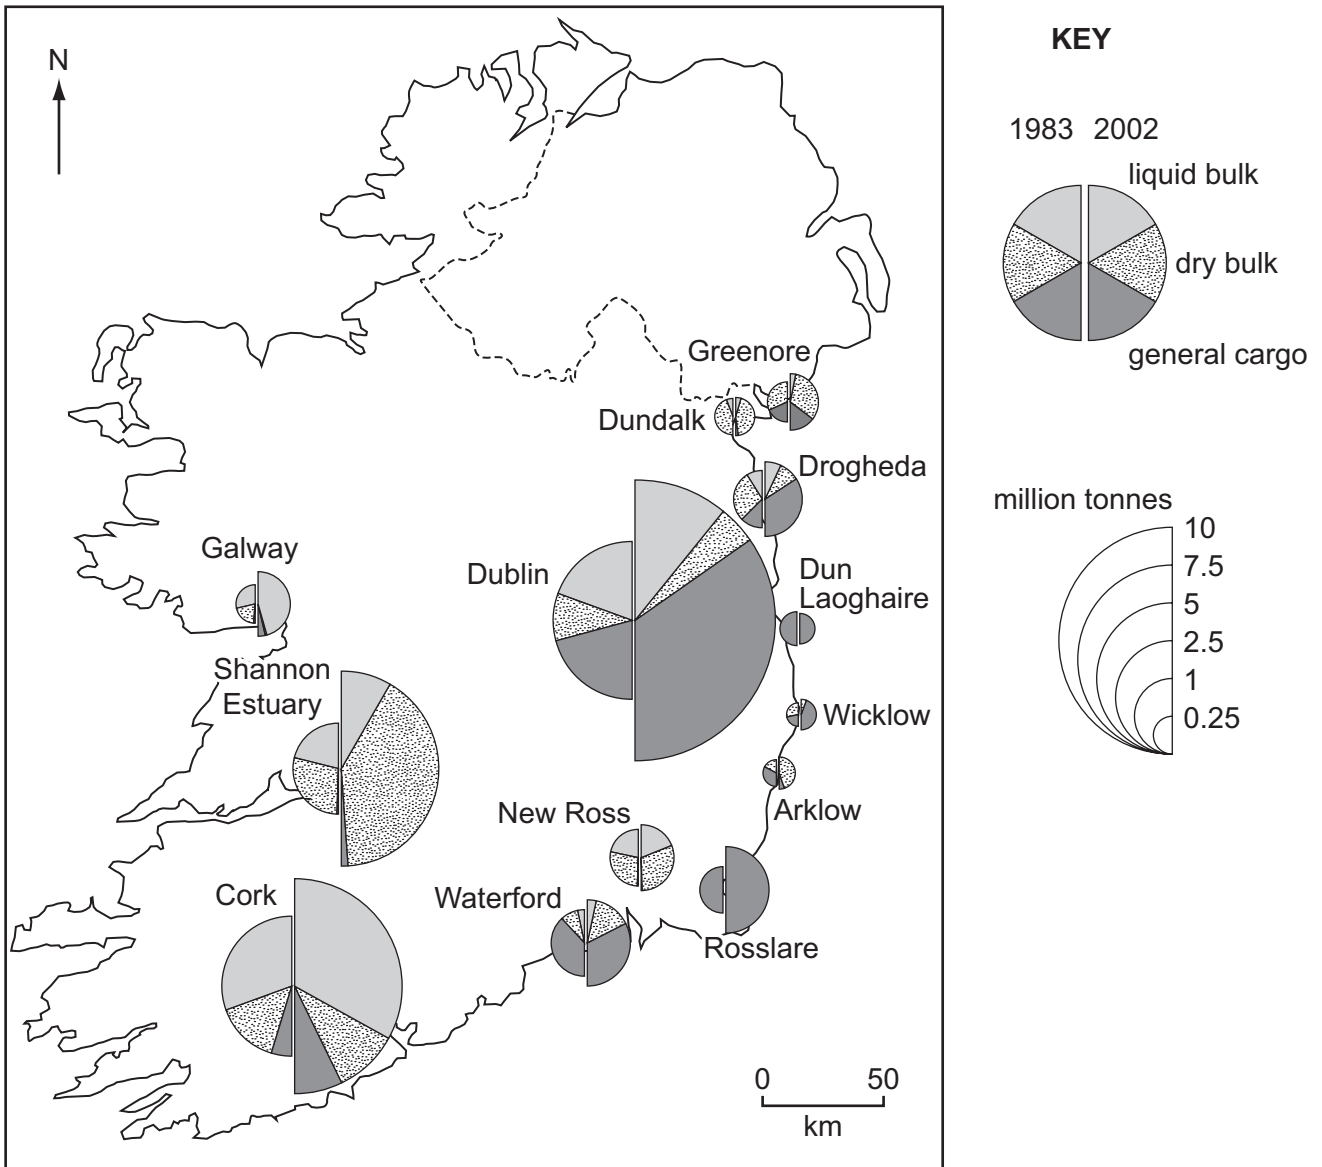 N
Greenore
Dundalk
Drogheda
Galway
Dublin
Dun
Laoghaire
Shannon
Estuary
Wicklow
New Ross
Arklow
Cork
Waterford
Rosslare
0 50
km
KEY
1983 2002
liquid bulk
dry bulk
general cargo
million tonnes
10
7.5
5
2.5
1
0.25